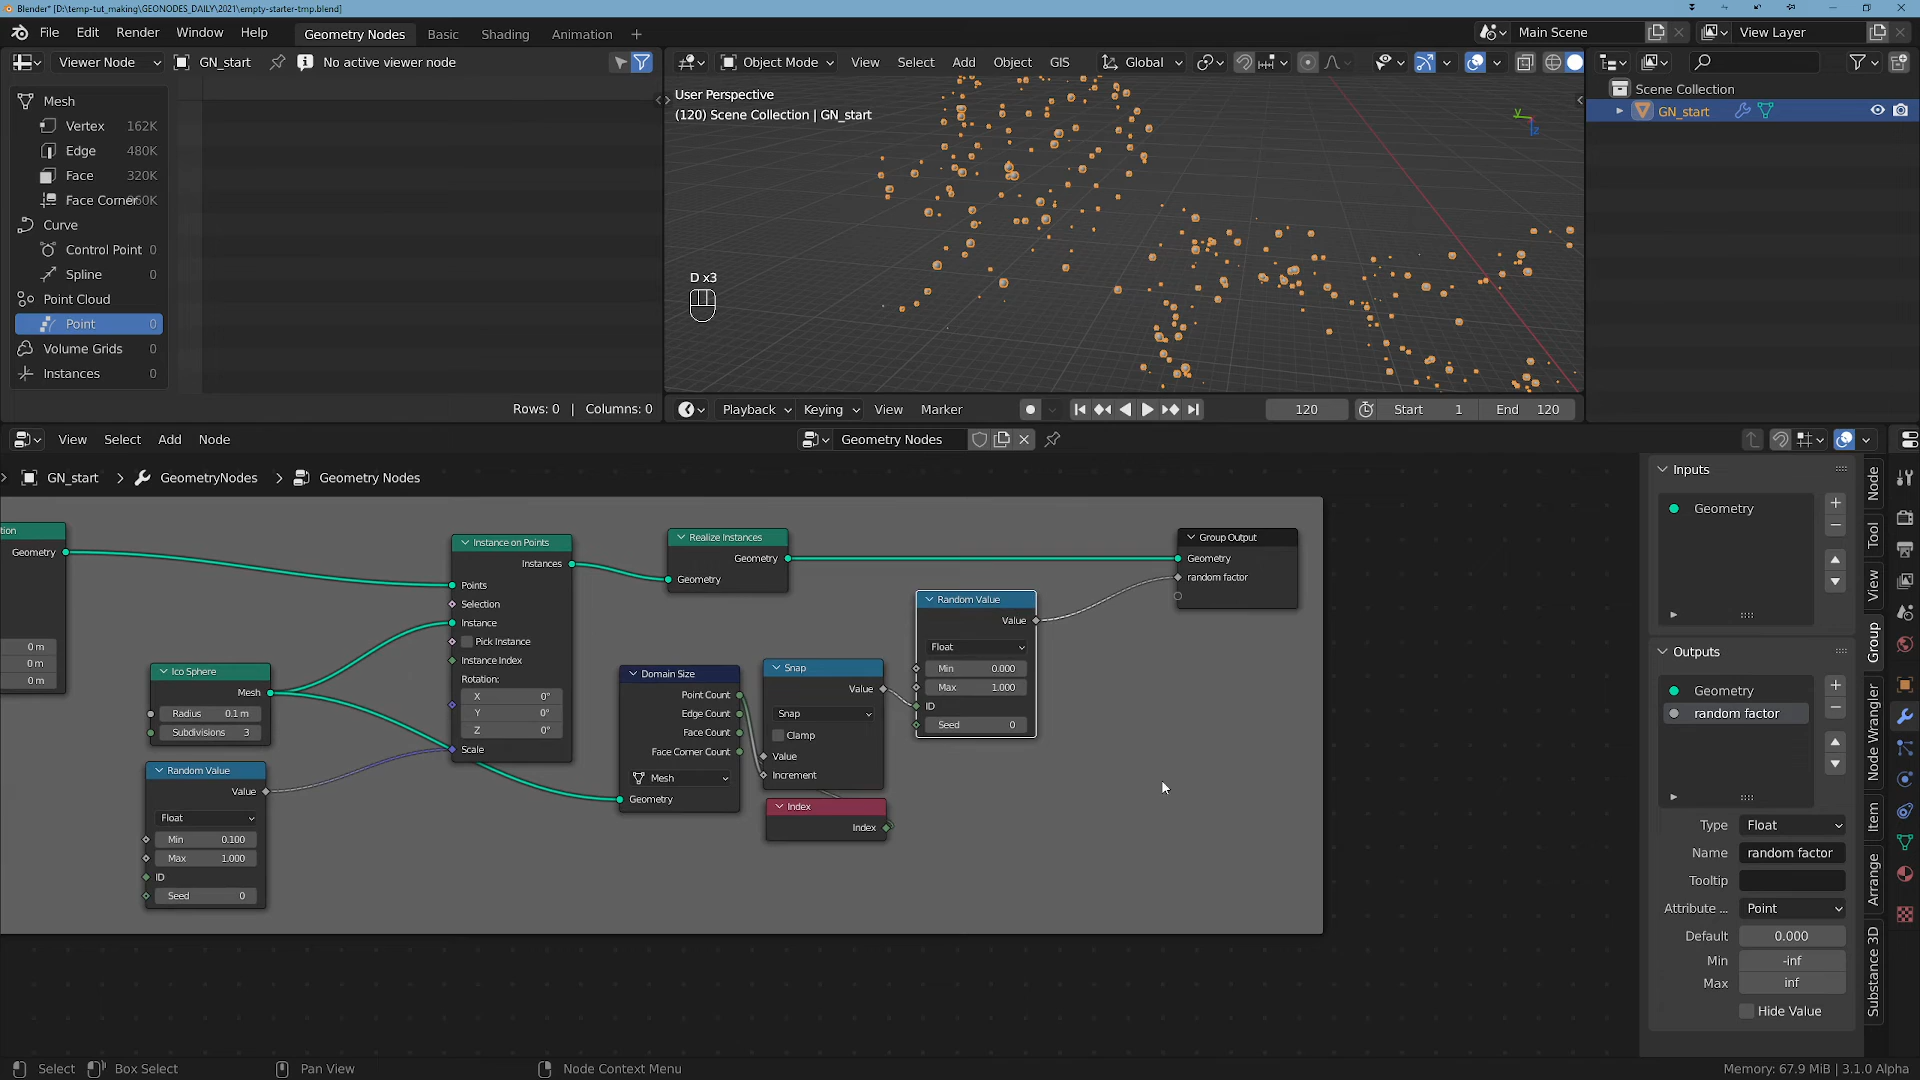 Blender* [D:\temp-tut_making\GEONODES_DAILY\2021\empty-starter-tmp.blend]
File Edit Render Window Help Geometry Nodes Basic Shading Animation + Main Scene View Layer
Viewer Node GN_start No active viewer node
Object Mode View Select Add Object GIS Global
Mesh
Vertex 162K
Edge 480K
Face 320K
Face Corner 960K
Curve
Control Point 0
Spline 0
Point Cloud
Point 0
Volume Grids 0
Instances 0
Rows: 0 | Columns: 0
User Perspective
(120) Scene Collection | GN_start
Y
Z
D x3
Scene Collection
GN_start
Playback Keying View Marker 120 Start 1 End 120
View Select Add Node Geometry Nodes
GN_start > GeometryNodes > Geometry Nodes
tion
Geometry
0 m
0 m
0 m
Ico Sphere
Mesh
Radius 0.1 m
Subdivisions 3
Random Value
Value
Float
Min 0.100
Max 1.000
ID
Seed 0
Instance on Points
Instances
Points
Selection
Instance
Pick Instance
Instance Index
Rotation:
X 0°
Y 0°
Z 0°
Scale
Realize Instances
Geometry
Geometry
Domain Size
Point Count
Edge Count
Face Count
Face Corner Count
Mesh
Geometry
Snap
Value
Snap
Clamp
Value
Increment
Index
Index
Random Value
Value
Float
Min 0.000
Max 1.000
ID
Seed 0
Group Output
Geometry
random factor
Inputs
Geometry
Outputs
Geometry
random factor
Type Float
Name random factor
Tooltip
Attribute ... Point
Default 0.000
Min -inf
Max inf
Hide Value
Node
Tool
View
Group
Node Wrangler
Item
Arrange
Substance 3D
Select Box Select Pan View Node Context Menu Memory: 67.9 MiB | 3.1.0 Alpha